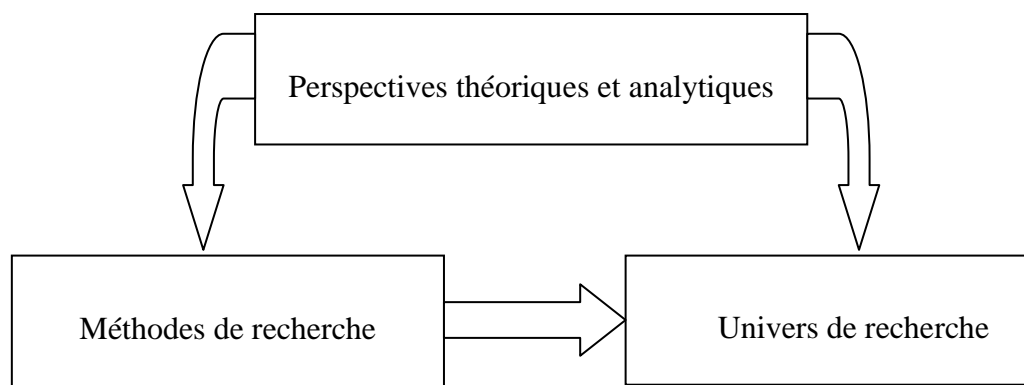 Perspectives théoriques et analytiques
Méthodes de recherche
Univers de recherche